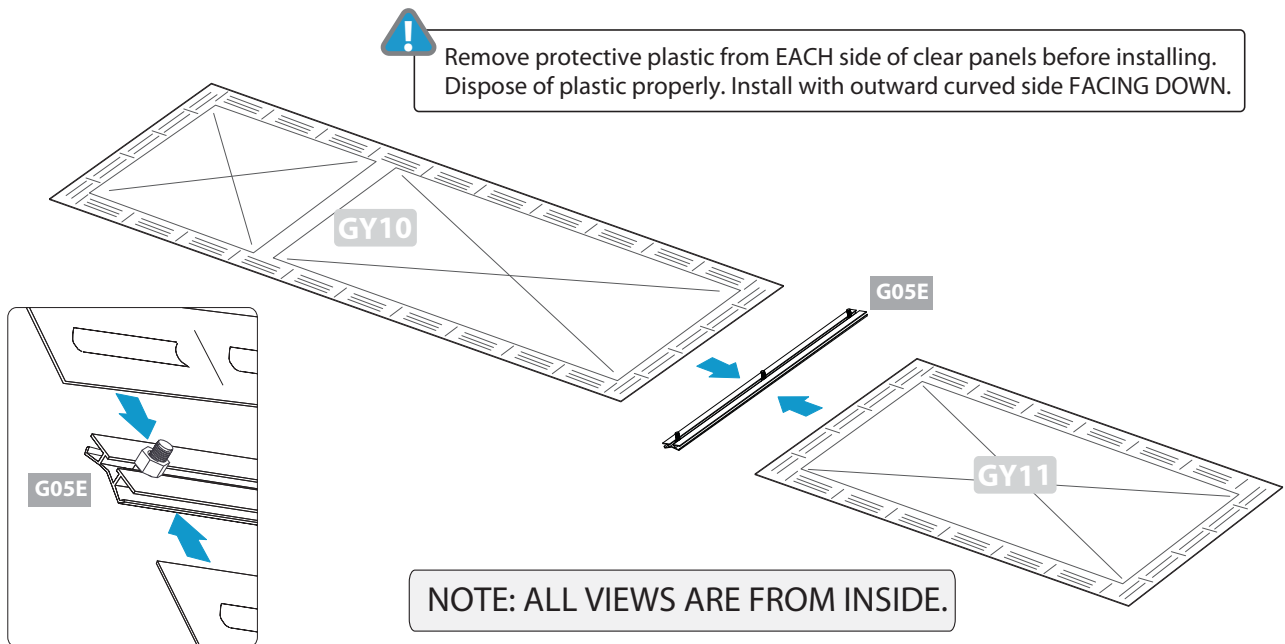 !
Remove protective plastic from EACH side of clear panels before installing.
Dispose of plastic properly. Install with outward curved side FACING DOWN.
GY10
G05E
GY11
G05E
NOTE: ALL VIEWS ARE FROM INSIDE.